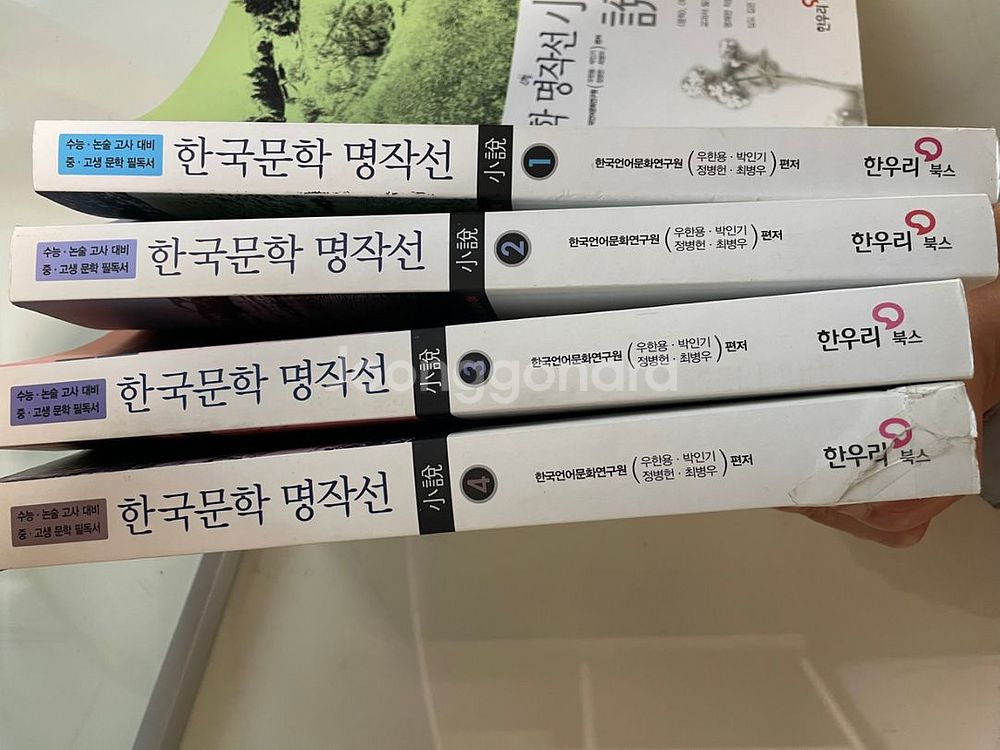 학 명작선 小
說
한우리
수능·논술 고사 대비
중·고생 문학 필독서
한국문학 명작선
小說
1
한국언어문화연구원 (우한용·박인기
정병헌·최병우) 편저
한우리 북스
수능·논술 고사 대비
중·고생 문학 필독서
한국문학 명작선
小說
2
한국언어문화연구원 (우한용·박인기
정병헌·최병우) 편저
한우리 북스
수능·논술 고사 대비
중·고생 문학 필독서
한국문학 명작선
小說
3
한국언어문화연구원 (우한용·박인기
정병헌·최병우) 편저
한우리 북스
수능·논술 고사 대비
중·고생 문학 필독서
한국문학 명작선
小說
4
한국언어문화연구원 (우한용·박인기
정병헌·최병우) 편저
한우리 북스
joonggonara